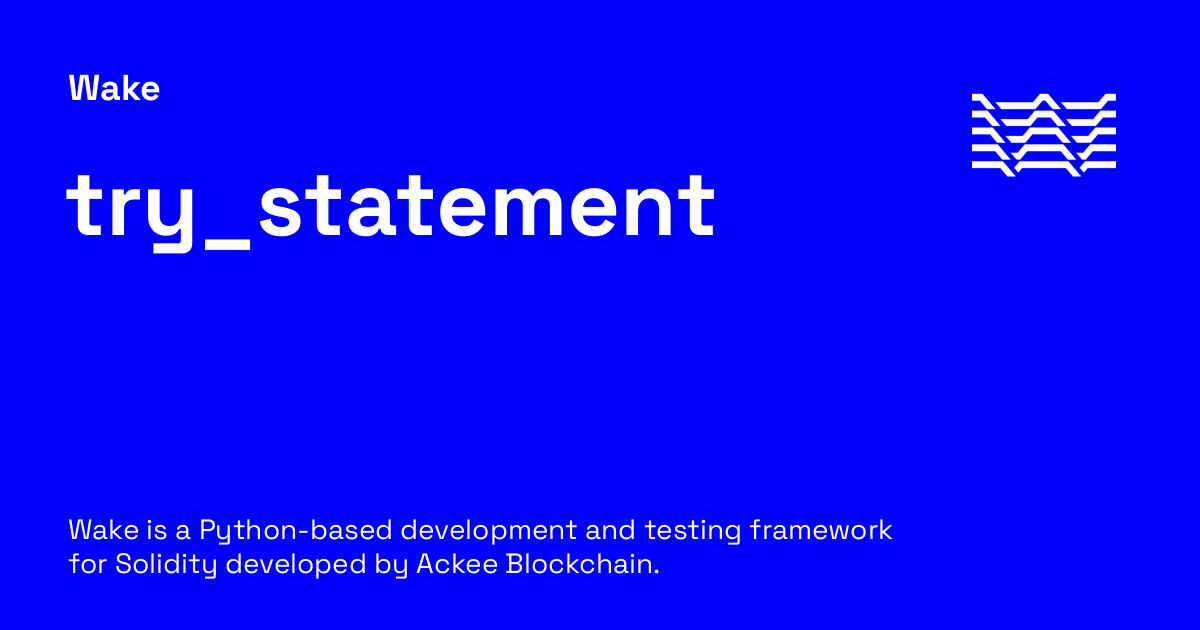 Wake
try_statement
Wake is a Python-based development and testing framework
for Solidity developed by Ackee Blockchain.